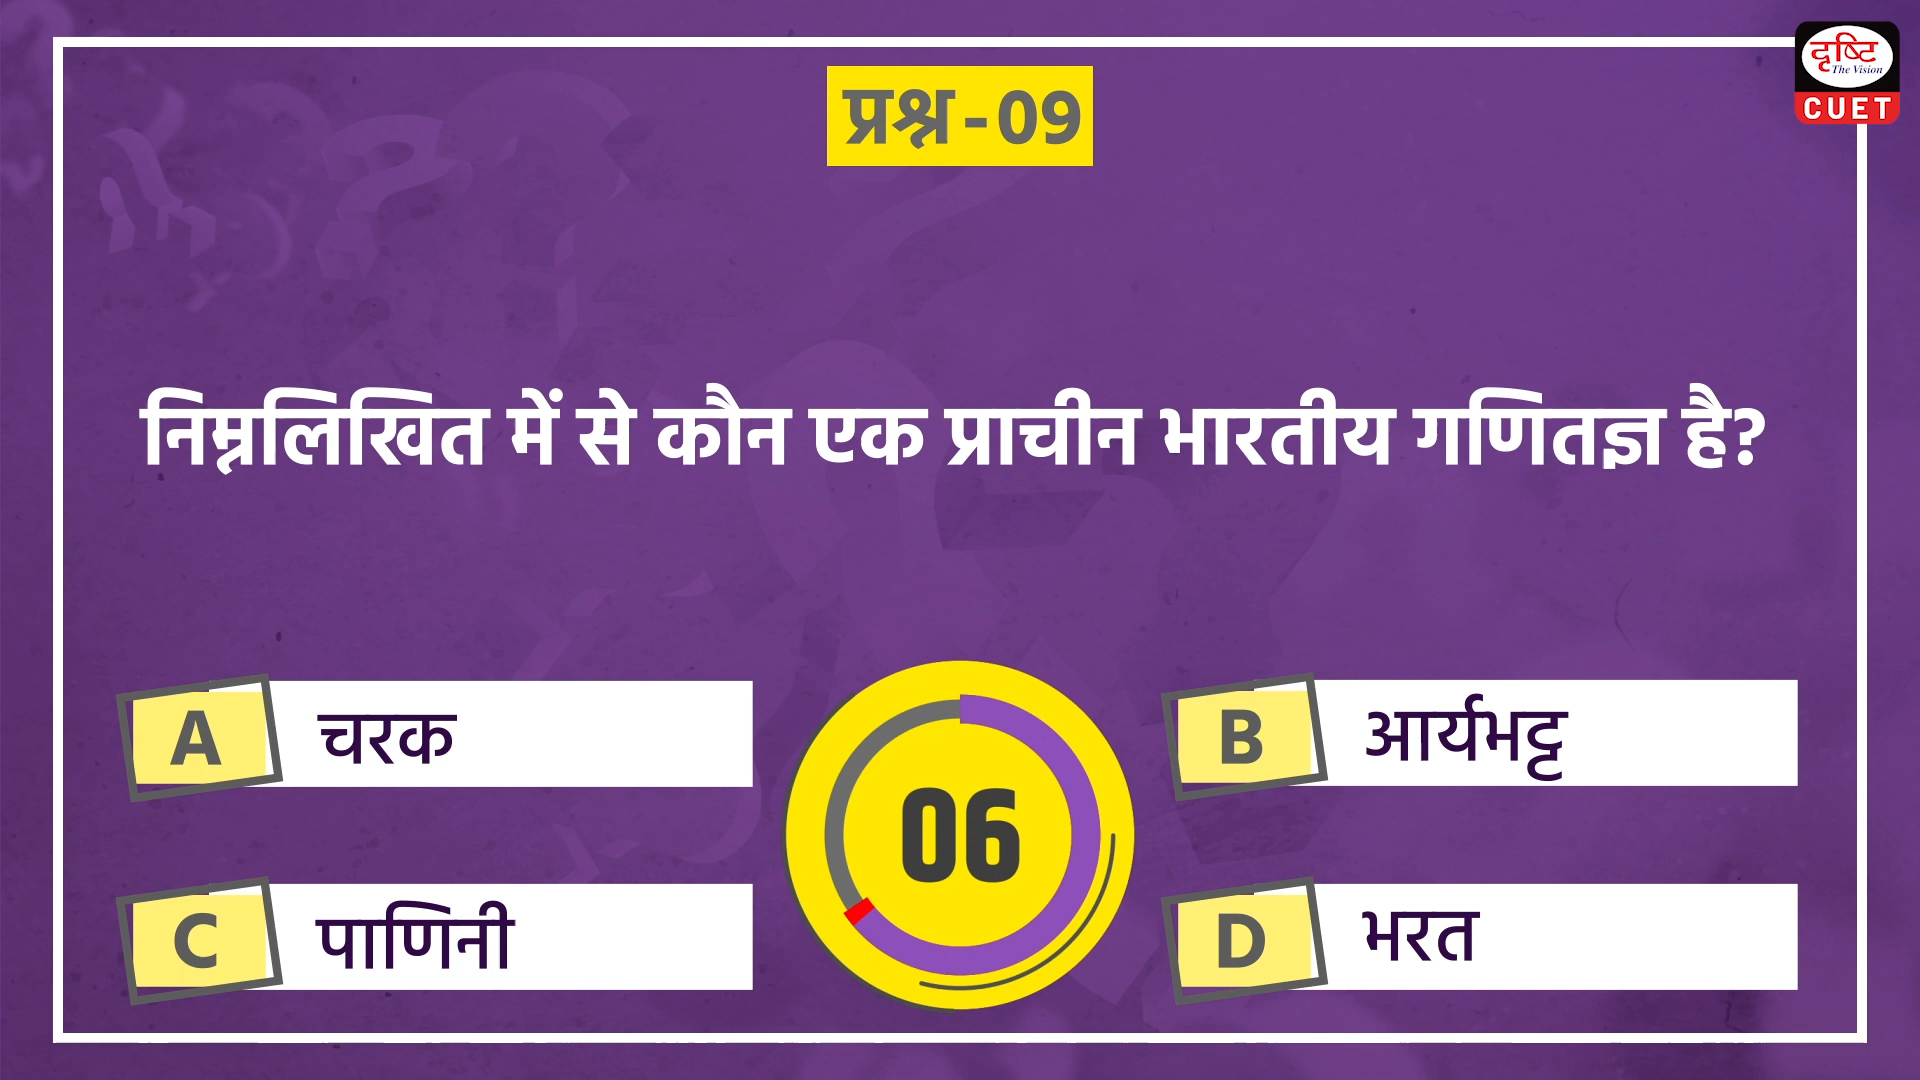 दृष्टि
The Vision
CUET
प्रश्न - 09
निम्नलिखित में से कौन एक प्राचीन भारतीय गणितज्ञ है?
A चरक
B आर्यभट्ट
06
C पाणिनी
D भरत